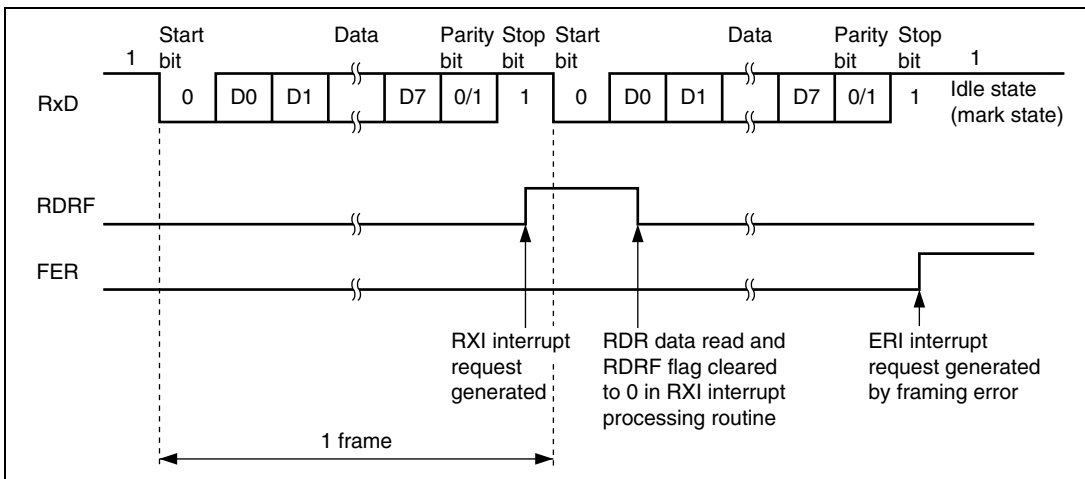 Start bit
Data
Parity bit
Stop bit
Start bit
Data
Parity bit
Stop bit
1
1
RxD
0
D0
D1
D7
0/1
1
0
D0
D1
D7
0/1
1
Idle state
(mark state)
RDRF
FER
RXI interrupt
request
generated
RDR data read and
RDRF flag cleared
to 0 in RXI interrupt
processing routine
ERI interrupt
request generated
by framing error
1 frame